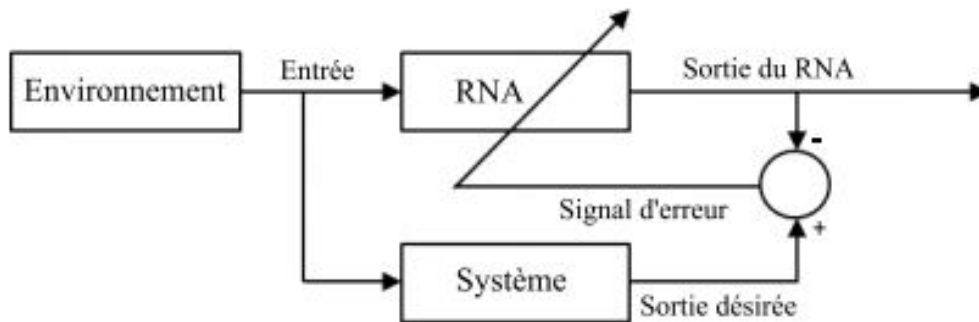 Entrée
Sortie du RNA
Environnement
RNA
-
Signal d'erreur
+
Système
Sortie désirée